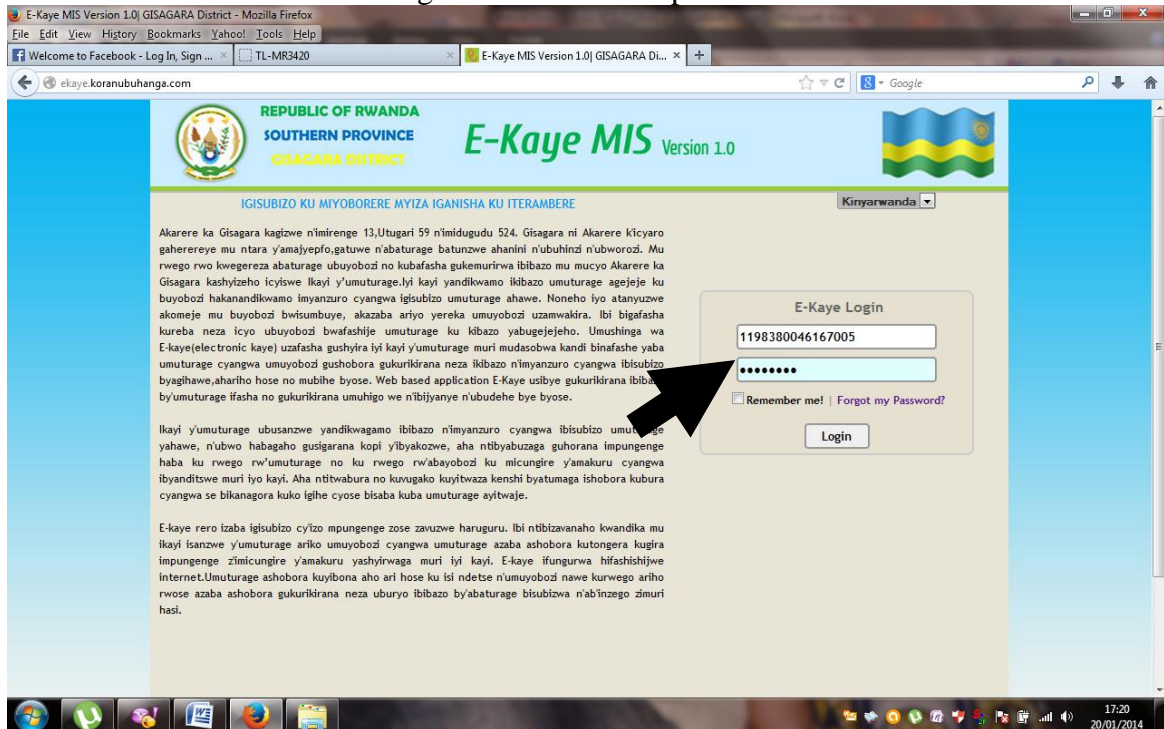 E-Kaye MIS Version 1.0| GISAGARA District - Mozilla Firefox
File Edit View History Bookmarks Yahoo! Tools Help
Welcome to Facebook - Log In, Sign ...
TL-MR3420
E-Kaye MIS Version 1.0| GISAGARA Di...
ekaye.koranubuhanga.com
Google
REPUBLIC OF RWANDA
SOUTHERN PROVINCE
GISAGARA DISTRICT
E-Kaye MIS Version 1.0
IGISUBIZO KU MIYOBORERE MYIZA IGANISHA KU ITERAMBERE
Kinyarwanda
Akarere ka Gisagara kagizwe n'imirenge 13,Utugari 59 n'imidugudu 524. Gisagara ni Akarere k'icyaro
gaherereye mu ntara y'amajyepfo,gatuwe n'abaturage batunzwe ahanini n'ubuhinzi n'ubworozi. Mu
rwego rwo kwegereza abaturage ubuyobozi no kubafasha gukemurirwa ibibazo mu mucyo Akarere ka
Gisagara kashyizeho icyiswe Ikayi y'umuturage.Iyi kayi yandikwamo ikibazo umuturage agejeje ku
buyobozi hakanandikwamo imyanzuro cyangwa igisubizo umuturage ahawe. Noneho iyo atanyuzwe
akomeje mu buyobozi bwisumbuye, akazaba ariyo yereka umuyobozi uzamwakira. Ibi bigafasha
kureba neza icyo ubuyobozi bwafashije umuturage ku kibazo yabugejejeho. Umushinga wa
E-kaye(electronic kaye) uzafasha gushyira iyi kayi y'umuturage muri mudasobwa kandi binafashe yaba
umuturage cyangwa umuyobozi gushobora gukurikirana neza ikibazo n'imyanzuro cyangwa ibisubizo
byagihawe,ahariho hose no mubihe byose. Web based application E-Kaye usibye gukurikirana
by'umuturage ifasha no gukurikirana umuhigo we n'ibijyanye n'ubudehe bye byose.
Ikayi y'umuturage ubusanzwe yandikwagamo ibibazo n'imyanzuro cyangwa ibisubizo
yahawe, n'ubwo habagaho gusigarana kopi y'ibyakozwe, aha ntibyabuzaga guhorana impungenge
haba ku rwego rw'umuturage no ku rwego rw'abayobozi ku micungire y'amakuru cyangwa
ibyanditswe muri iyo kayi. Aha ntitwabura no kuvugako kuyitwaza kenshi byatumaga ishobora kubura
cyangwa se bikanagora kuko igihe cyose bisaba kuba umuturage ayitwaje.
E-kaye rero izaba igisubizo cy'izo mpungenge zose zavuzwe haruguru. Ibi ntibizavanaho kwandika mu
ikayi isanzwe y'umuturage ariko umuyobozi cyangwa umuturage azaba ashobora kutongera kugira
impungenge z'imicungire y'amakuru yashyirwaga muri iyi kayi. E-kaye ifungurwa hifashishijwe
internet.Umuturage ashobora kuyibona aho ari hose ku isi ndetse n'umuyobozi nawe kurwego ariho
rwose azaba ashobora gukurikirana neza uburyo ibibazo by'abaturage bisubizwa n'ab'inzego zimuri
hasi.
E-Kaye Login
1198380046167005
Remember me! | Forgot my Password?
Login
17:20
20/01/2014